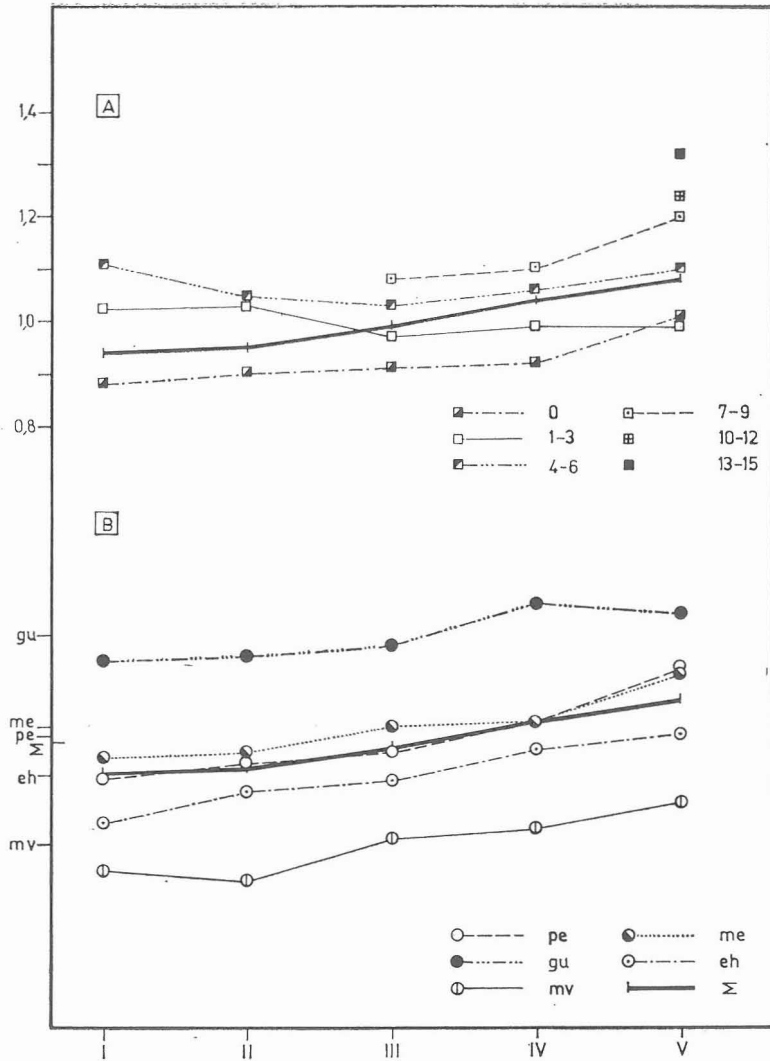 A
1,4
1,2
1,0
0,8
0 7-9
1-3 10-12
4-6 13-15
B
gu
me
pe
Σ
eh
mv
pe me
gu eh
mv Σ
I II III IV V